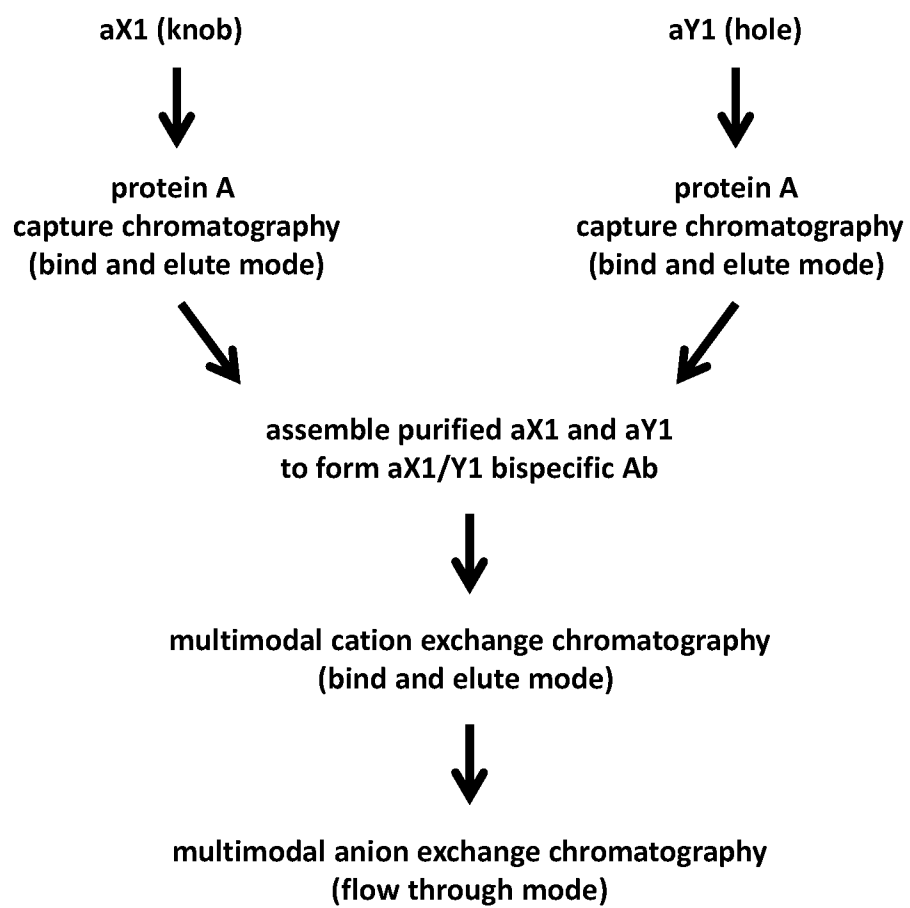 aX1 (knob)
aY1 (hole)
protein A
capture chromatography
(bind and elute mode)
protein A
capture chromatography
(bind and elute mode)
assemble purified aX1 and aY1
to form aX1/Y1 bispecific Ab
multimodal cation exchange chromatography
(bind and elute mode)
multimodal anion exchange chromatography
(flow through mode)